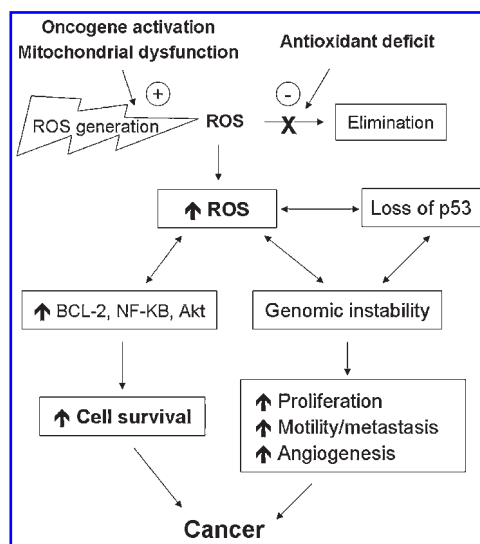 Oncogene activation
Mitochondrial dysfunction
Antioxidant deficit
+
-
ROS generation
ROS
X
Elimination
↑ ROS
Loss of p53
↑ BCL-2, NF-KB, Akt
Genomic instability
↑ Cell survival
↑ Proliferation
↑ Motility/metastasis
↑ Angiogenesis
Cancer